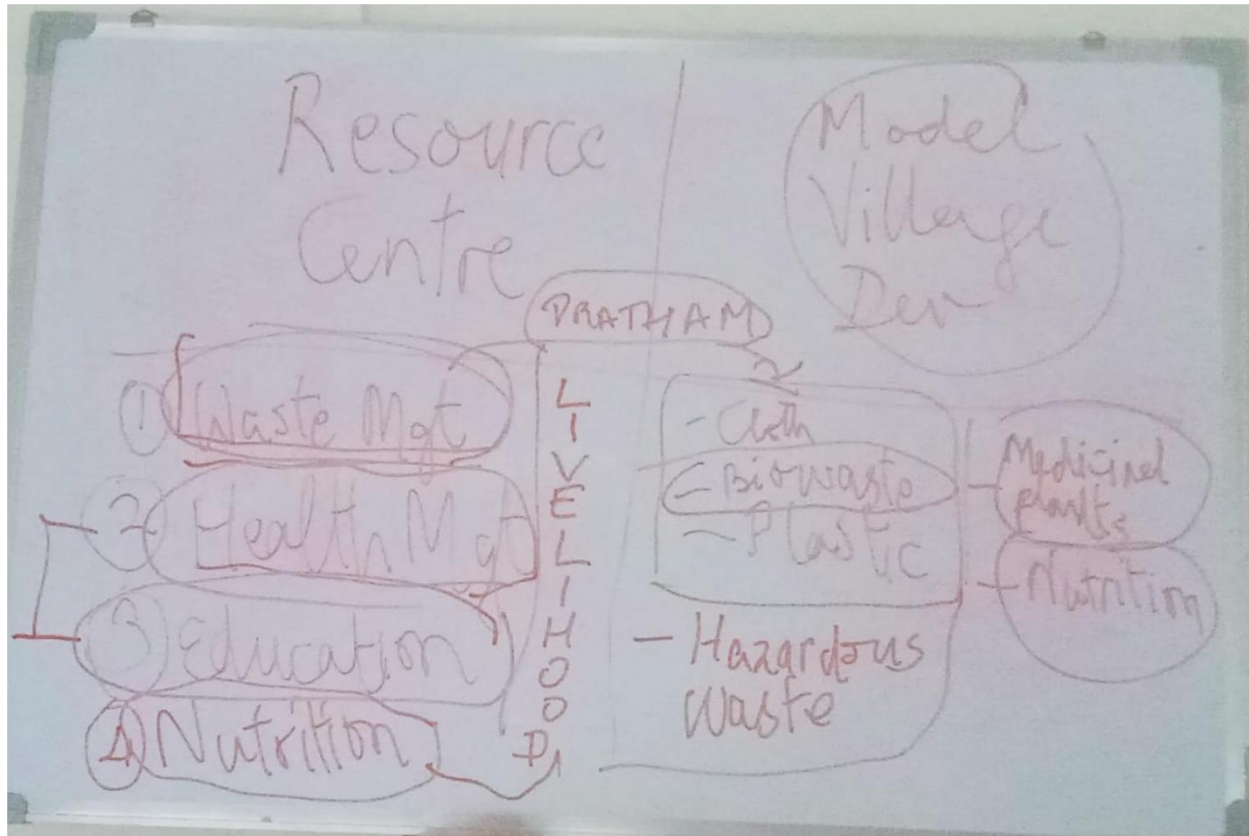 Resource
Centre
Model
Village
Dev
PRATHAM
① Waste Mgt
② Health Mgt
③ Education
④ Nutrition
LIVELIHOOD
- Cloth
- Biowaste
- Plastic
- Hazardous
Waste
- Medicinal
plants
- Nutrition